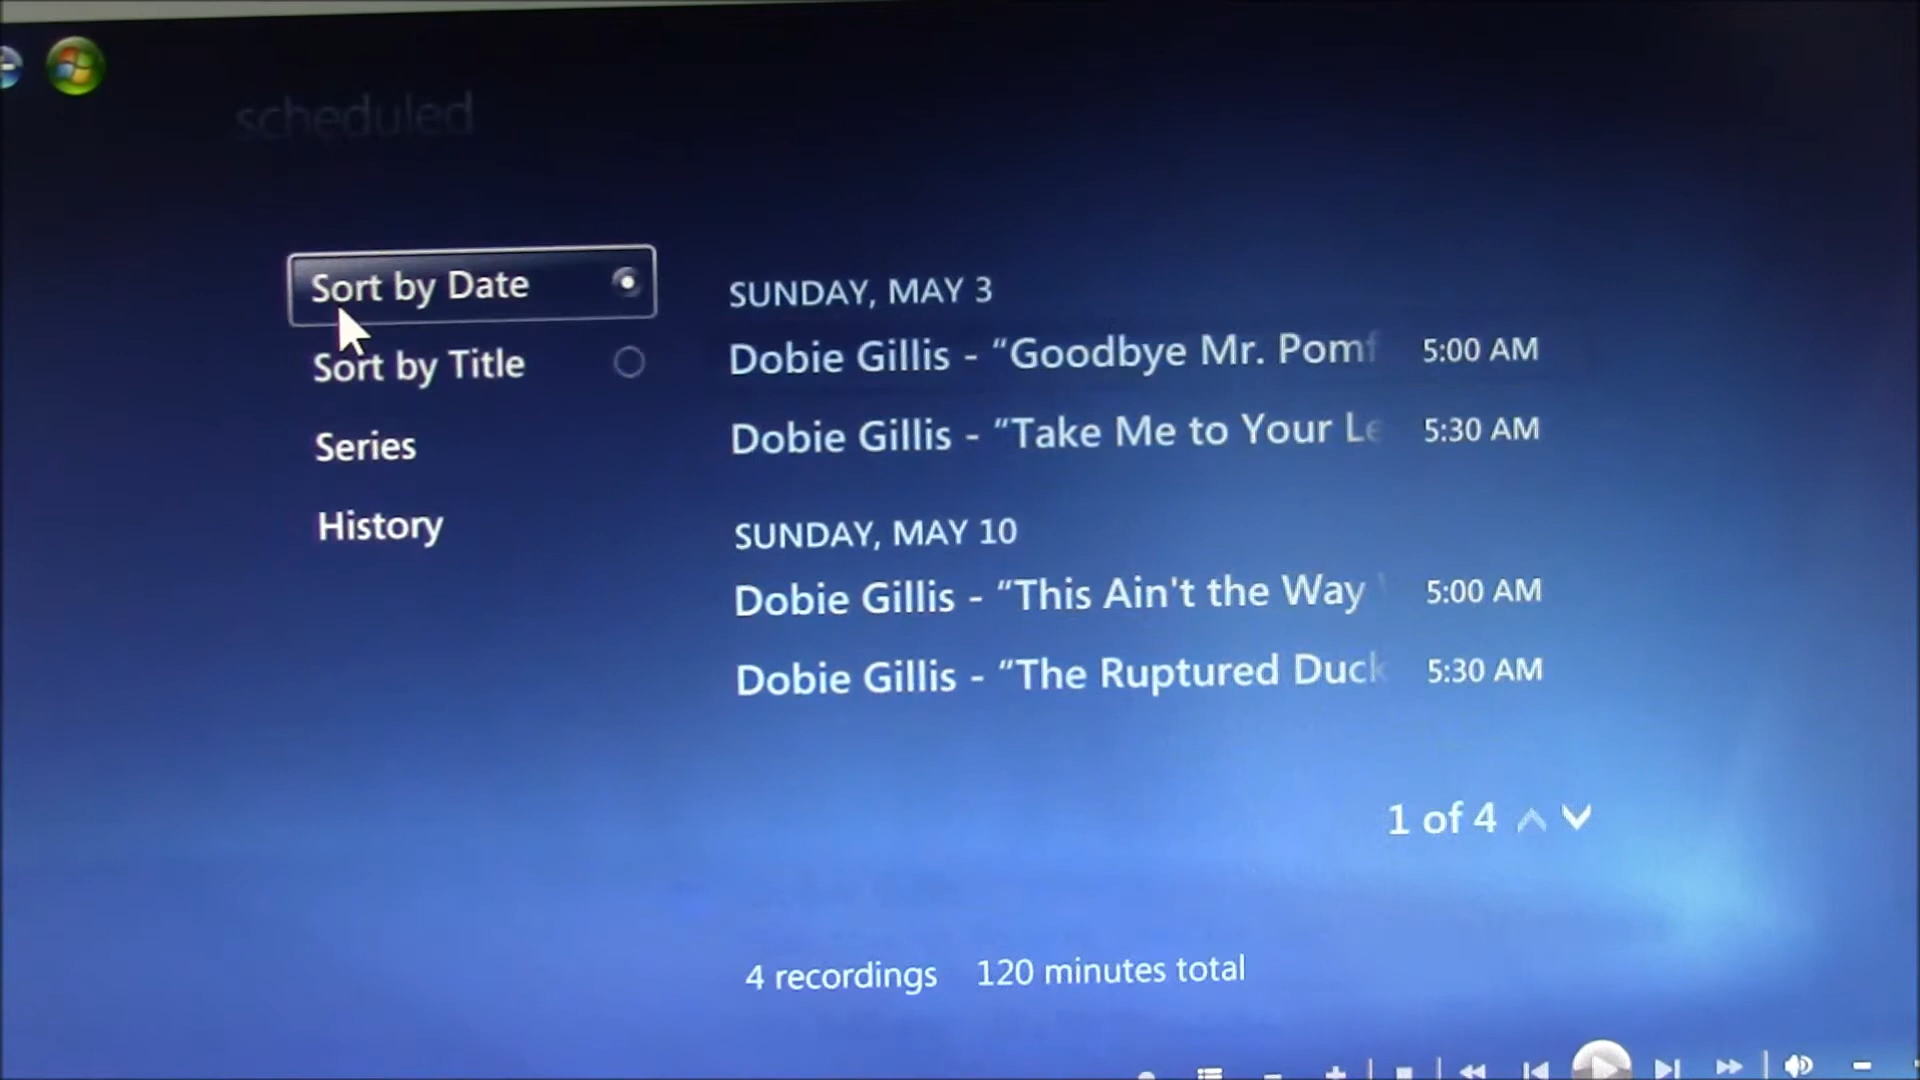 scheduled
Sort by Date
Sort by Title
Series
History
SUNDAY, MAY 3
Dobie Gillis - “Goodbye Mr. Pomf 5:00 AM
Dobie Gillis - “Take Me to Your Le 5:30 AM
SUNDAY, MAY 10
Dobie Gillis - “This Ain't the Way 5:00 AM
Dobie Gillis - “The Ruptured Duck 5:30 AM
1 of 4
4 recordings 120 minutes total